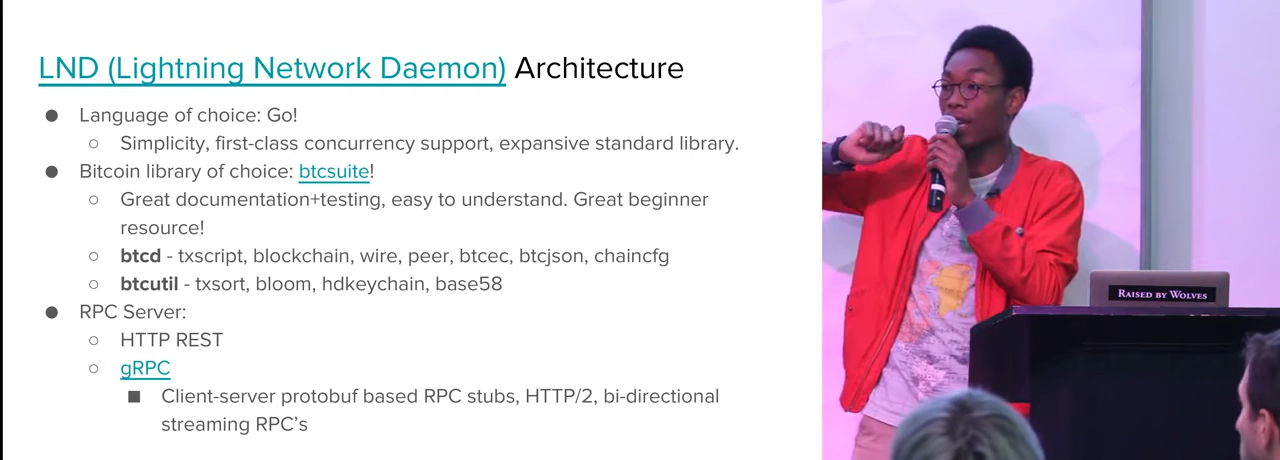 LND (Lightning Network Daemon) Architecture
● Language of choice: Go!
○ Simplicity, first-class concurrency support, expansive standard library.
● Bitcoin library of choice: btcsuite!
○ Great documentation+testing, easy to understand. Great beginner
resource!
○ btcd - txscript, blockchain, wire, peer, btcec, btcjson, chaincfg
○ btcutil - txsort, bloom, hdkeychain, base58
● RPC Server:
○ HTTP REST
○ gRPC
■ Client-server protobuf based RPC stubs, HTTP/2, bi-directional
streaming RPC's
RAISED BY WOLVES